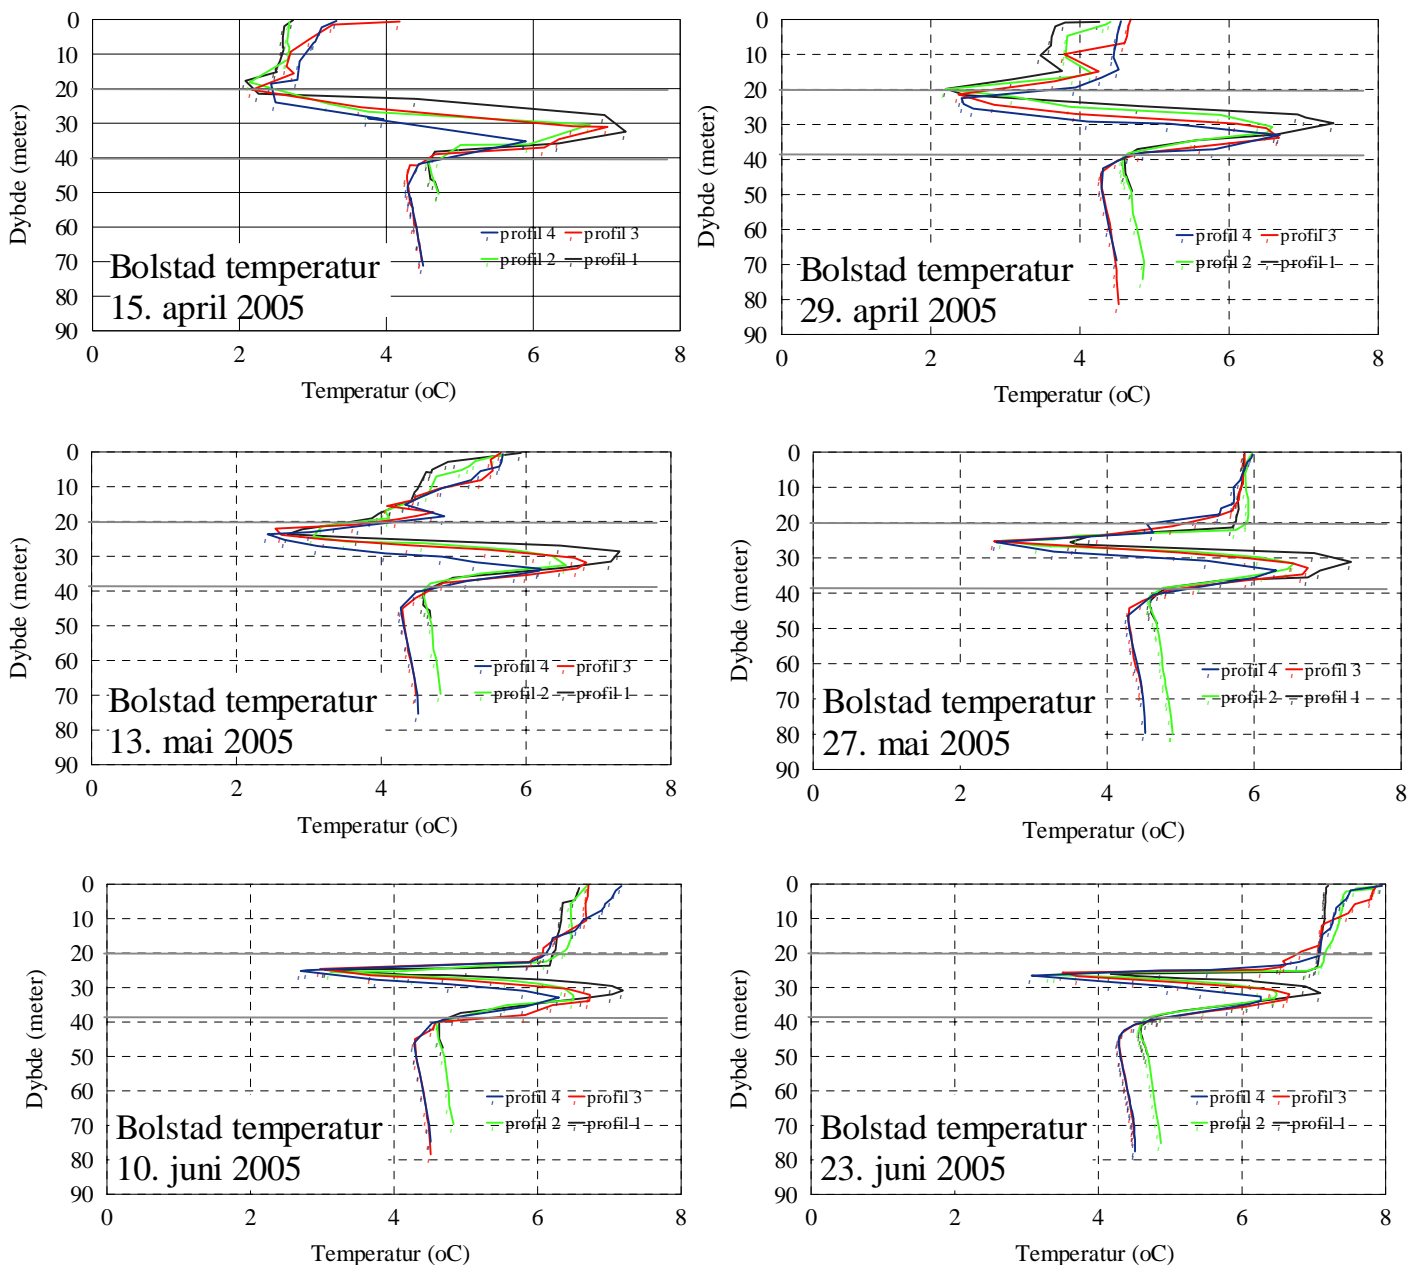 0
10
20
30
40
50
60
70
80
90
0 2 4 6 8
Temperatur (oC)
Dybde (meter)
profil 4 profil 3
profil 2 profil 1
Bolstad temperatur
15. april 2005
0
10
20
30
40
50
60
70
80
90
0 2 4 6 8
Temperatur (oC)
Dybde (meter)
profil 4 profil 3
profil 2 profil 1
Bolstad temperatur
29. april 2005
0
10
20
30
40
50
60
70
80
90
0 2 4 6 8
Temperatur (oC)
Dybde (meter)
profil 4 profil 3
profil 2 profil 1
Bolstad temperatur
13. mai 2005
0
10
20
30
40
50
60
70
80
90
0 2 4 6 8
Temperatur (oC)
Dybde (meter)
profil 4 profil 3
profil 2 profil 1
Bolstad temperatur
27. mai 2005
0
10
20
30
40
50
60
70
80
90
0 2 4 6 8
Temperatur (oC)
Dybde (meter)
profil 4 profil 3
profil 2 profil 1
Bolstad temperatur
10. juni 2005
0
10
20
30
40
50
60
70
80
90
0 2 4 6 8
Temperatur (oC)
Dybde (meter)
profil 4 profil 3
profil 2 profil 1
Bolstad temperatur
23. juni 2005